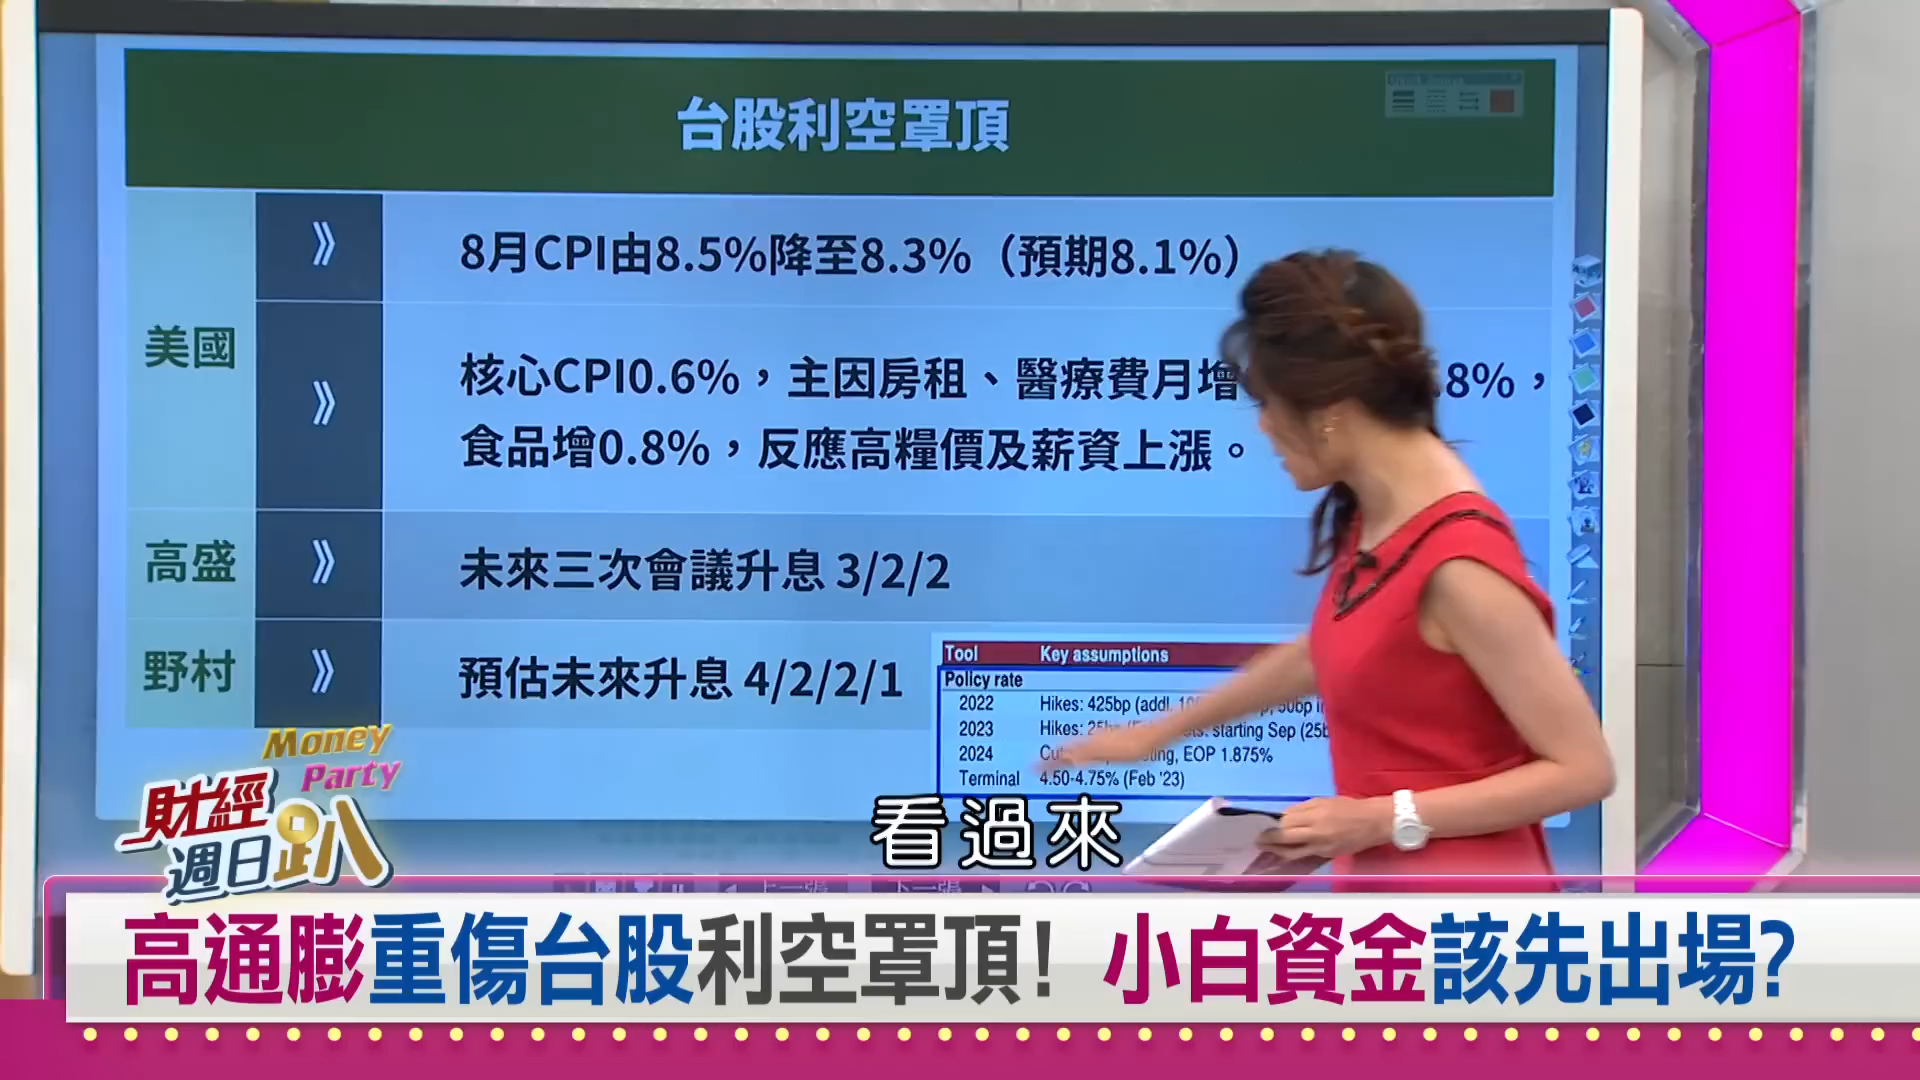 台股利空罩頂
美國
8月CPI由8.5%降至8.3%（預期8.1%）
核心CPI0.6%，主因房租、醫療費月增 .8%，
食品增0.8%，反應高糧價及薪資上漲。
高盛
未來三次會議升息 3/2/2
野村
預估未來升息 4/2/2/1
Tool Key assumptions
Policy rate
2022 Hikes: 425bp (addl. 50bp
2023 Hikes: starting Sep
2024 EOP 1.875%
Terminal 4.50-4.75% (Feb '23)
Money
Party
財經
週日趴
看過來
高通膨重傷台股利空罩頂！ 小白資金該先出場？